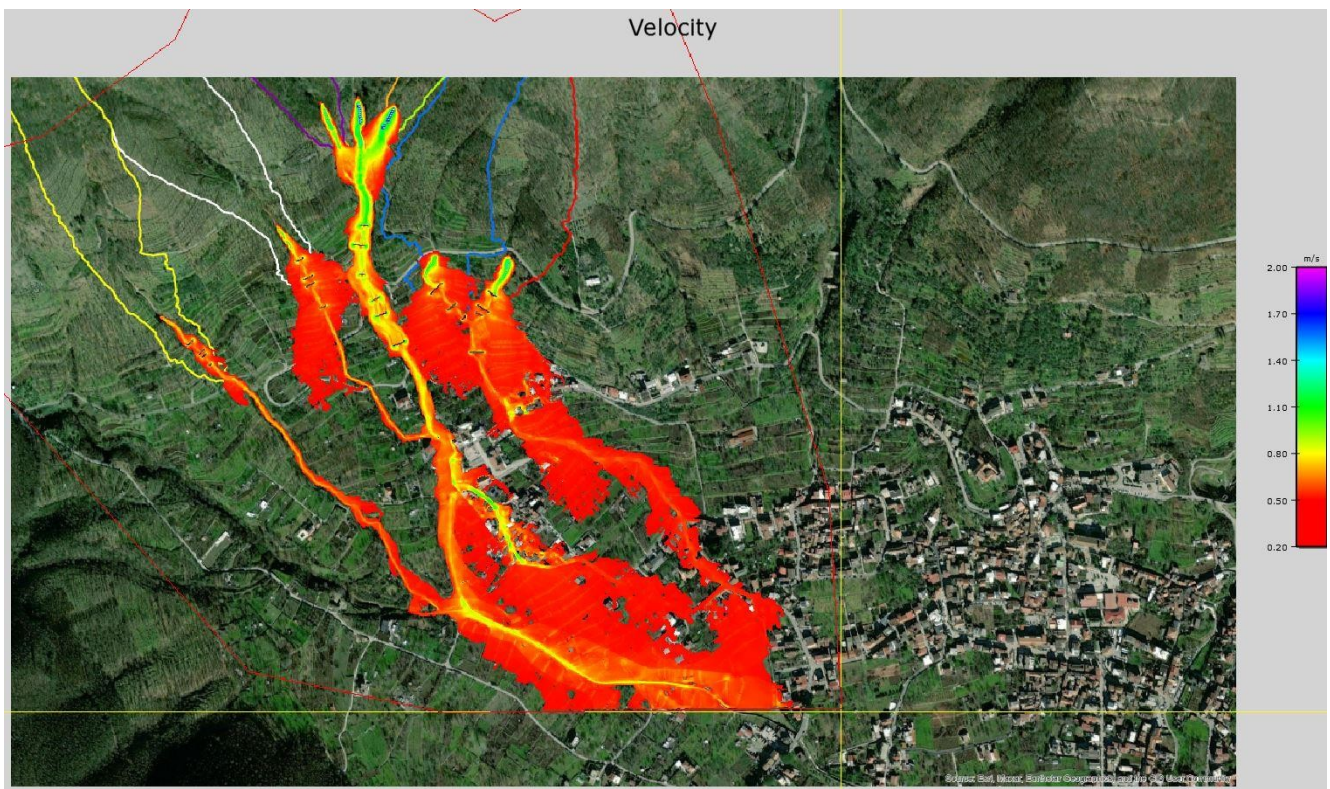 Velocity
m/s
2.00
1.70
1.40
1.10
0.80
0.50
0.20
Source: Esri, Maxar, Earthstar Geographics, and the GIS User Community